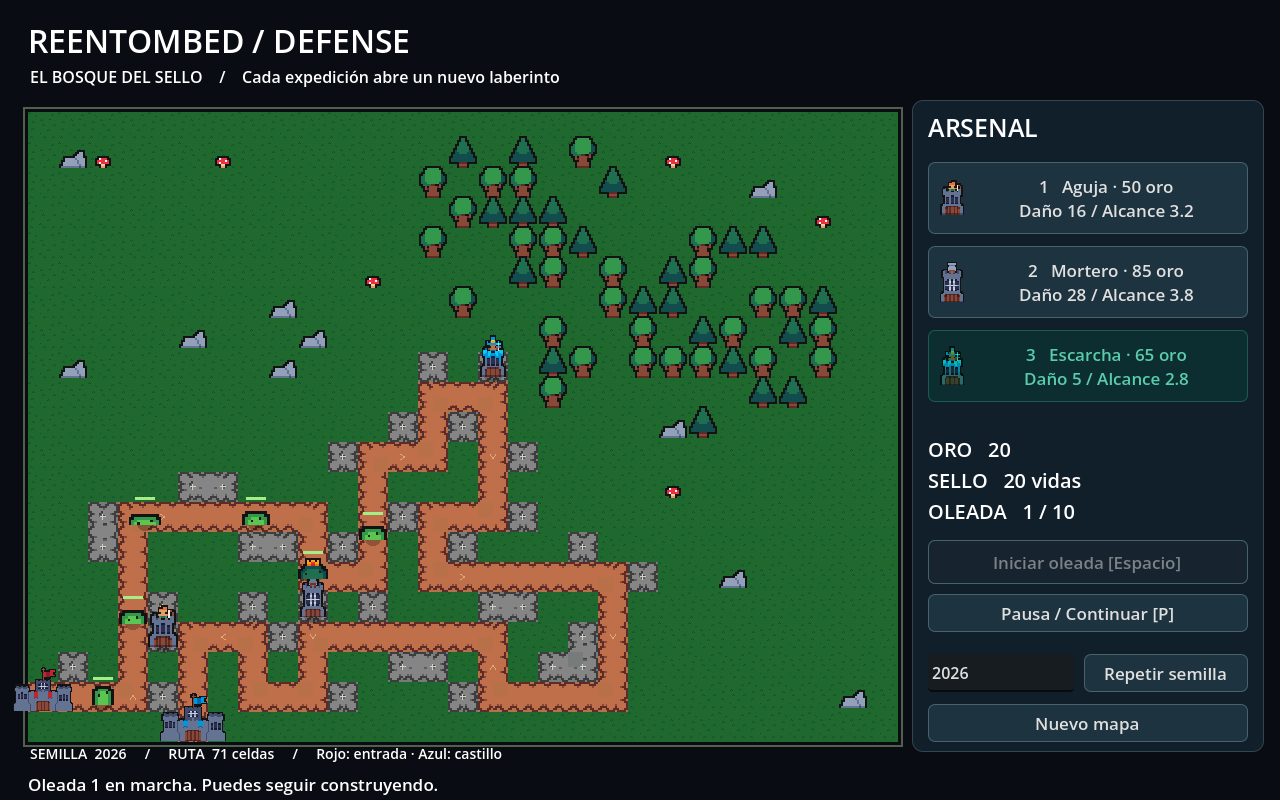 REENTOMBED / DEFENSE
EL BOSQUE DEL SELLO / Cada expedición abre un nuevo laberinto
ARSENAL
1 Aguja · 50 oro
Daño 16 / Alcance 3.2
2 Mortero · 85 oro
Daño 28 / Alcance 3.8
3 Escarcha · 65 oro
Daño 5 / Alcance 2.8
ORO 20
SELLO 20 vidas
OLEADA 1 / 10
Iniciar oleada [Espacio]
Pausa / Continuar [P]
2026
Repetir semilla
Nuevo mapa
SEMILLA 2026 / RUTA 71 celdas / Rojo: entrada · Azul: castillo
Oleada 1 en marcha. Puedes seguir construyendo.